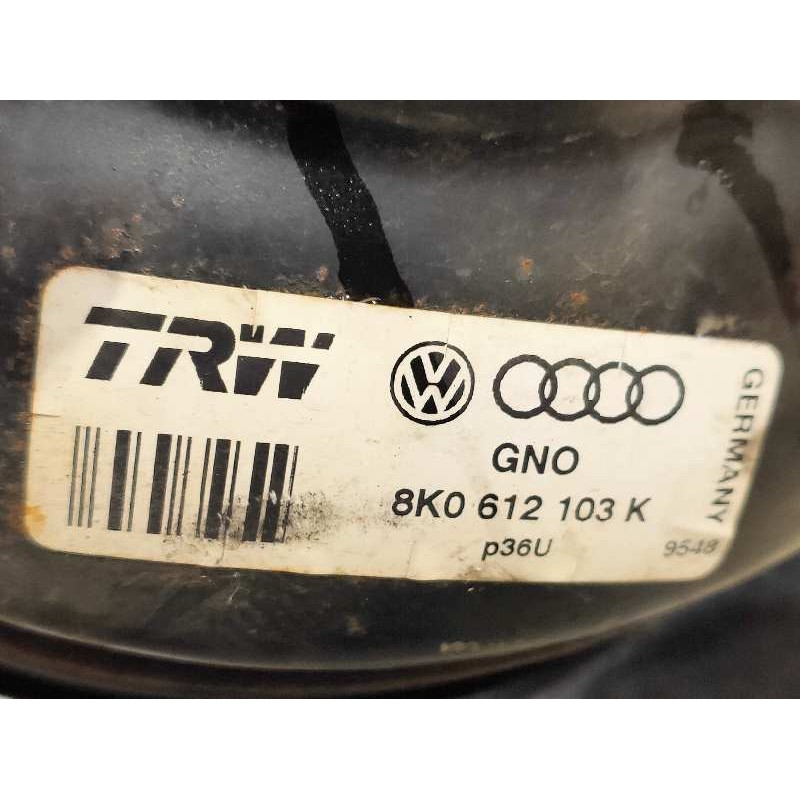 TRW
GNO
8K0 612 103 K
p36U
9548
GERMANY